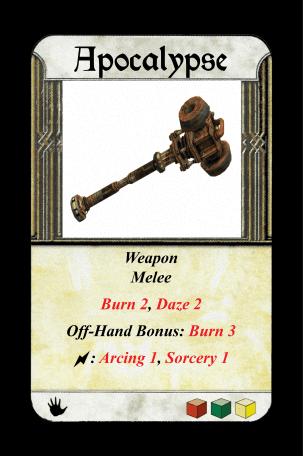 Apocalypse
Weapon
Melee
Burn 2, Daze 2
Off-Hand Bonus: Burn 3
: Arcing 1, Sorcery 1